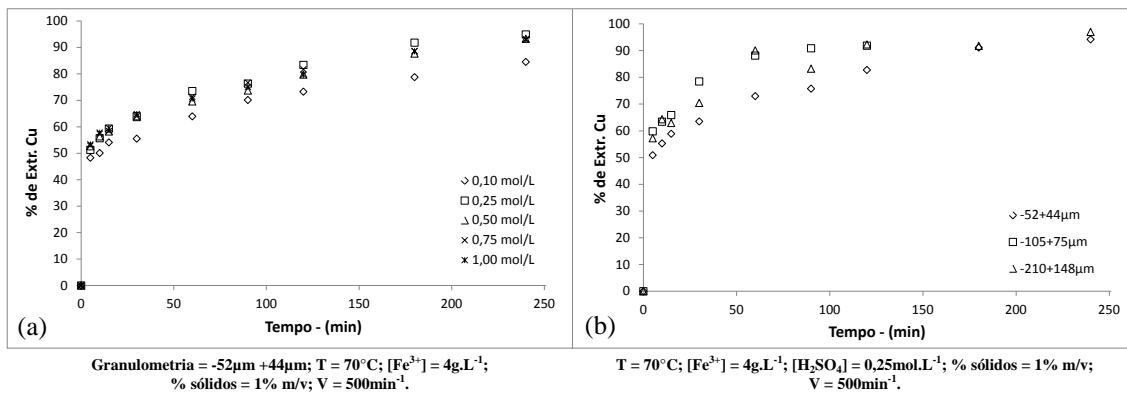 % de Extr. Cu
100
90
80
70
60
50
40
30
20
10
0
0,10 mol/L
0,25 mol/L
0,50 mol/L
0,75 mol/L
1,00 mol/L
0 50 100 150 200 250
(a)
Tempo - (min)
Granulometria = -52µm +44µm; T = 70°C; [Fe³⁺] = 4g.L⁻¹;
% sólidos = 1% m/v; V = 500min⁻¹.
% de Extr. Cu
100
90
80
70
60
50
40
30
20
10
0
-52+44µm
-105+75µm
-210+148µm
0 50 100 150 200 250
(b)
Tempo - (min)
T = 70°C; [Fe³⁺] = 4g.L⁻¹; [H₂SO₄] = 0,25mol.L⁻¹; % sólidos = 1% m/v;
V = 500min⁻¹.